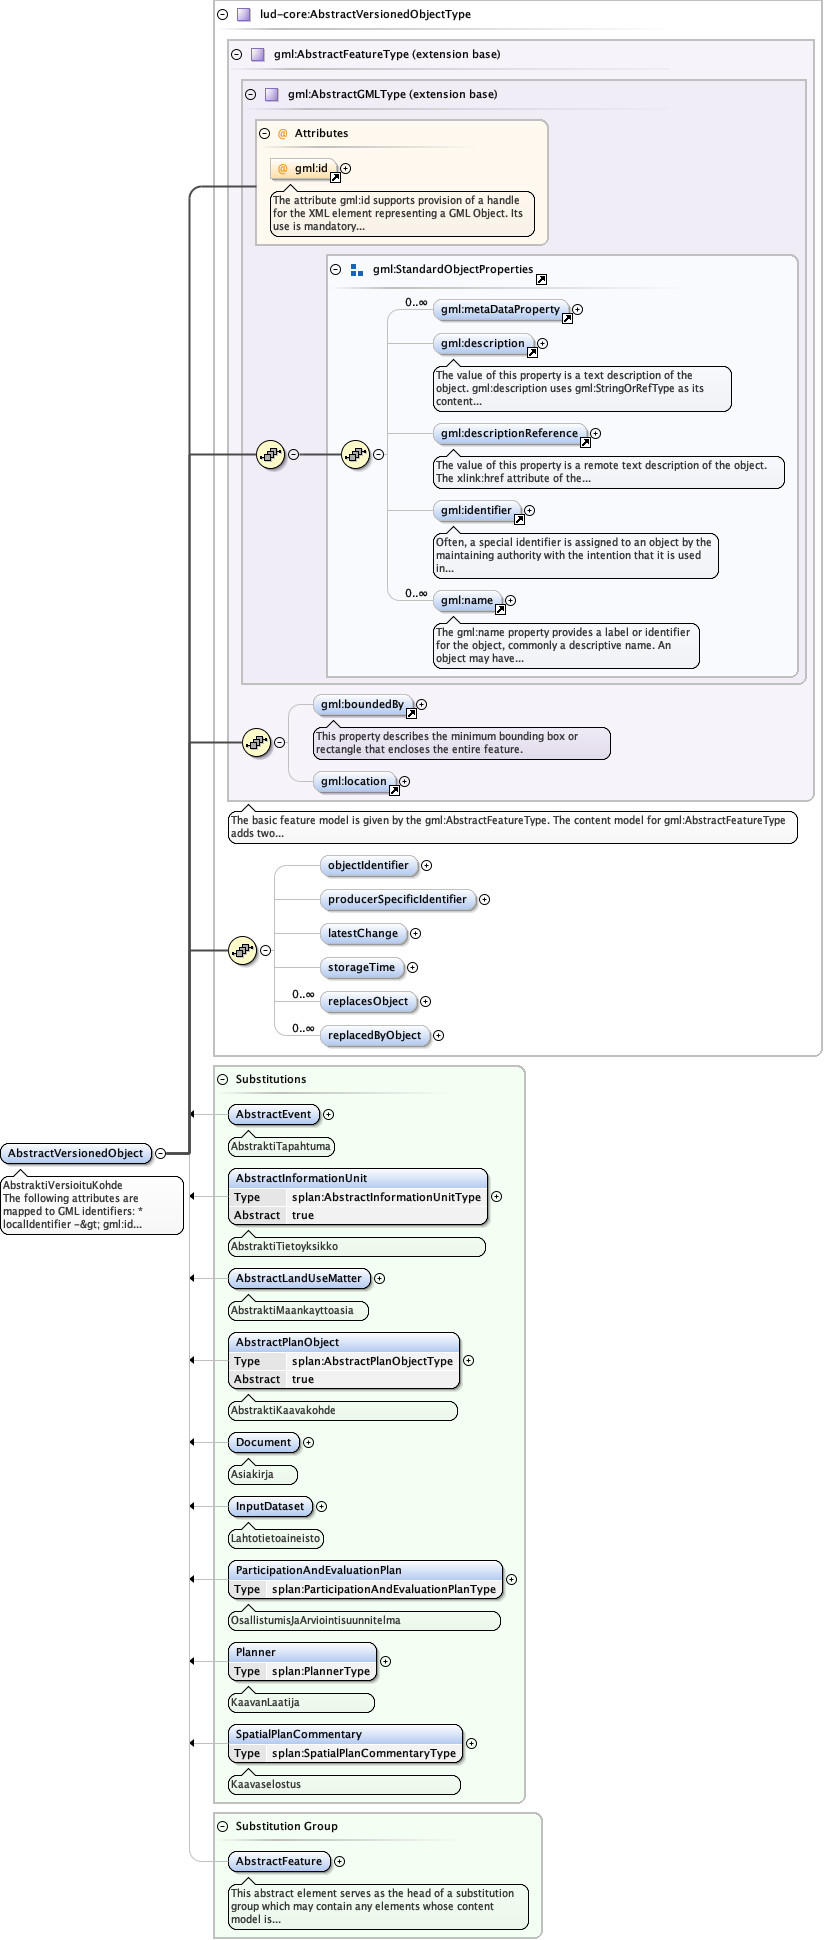 lud-core:AbstractVersionedObjectType
gml:AbstractFeatureType (extension base)
gml:AbstractGMLType (extension base)
@ Attributes
@ gml:id
The attribute gml:id supports provision of a handle
for the XML element representing a GML Object. Its
use is mandatory...
gml:StandardObjectProperties
0..∞
gml:metaDataProperty
gml:description
The value of this property is a text description of the
object. gml:description uses gml:StringOrRefType as its
content...
gml:descriptionReference
The value of this property is a remote text description of the object.
The xlink:href attribute of the...
gml:identifier
Often, a special identifier is assigned to an object by the
maintaining authority with the intention that it is used
in...
0..∞
gml:name
The gml:name property provides a label or identifier
for the object, commonly a descriptive name. An
object may have...
gml:boundedBy
This property describes the minimum bounding box or
rectangle that encloses the entire feature.
gml:location
The basic feature model is given by the gml:AbstractFeatureType. The content model for gml:AbstractFeatureType
adds two...
objectIdentifier
producerSpecificIdentifier
latestChange
storageTime
0..∞
replacesObject
0..∞
replacedByObject
Substitutions
AbstractEvent
AbstraktiTapahtuma
AbstractVersionedObject
AbstraktiVersioituKohde
The following attributes are
mapped to GML identifiers: *
localIdentifier -&gt; gml:id...
AbstractInformationUnit
Type splan:AbstractInformationUnitType
Abstract true
AbstraktiTietoyksikko
AbstractLandUseMatter
AbstraktiMaankayttoasia
AbstractPlanObject
Type splan:AbstractPlanObjectType
Abstract true
AbstraktiKaavakohde
Document
Asiakirja
InputDataset
Lahtotietoaineisto
ParticipationAndEvaluationPlan
Type splan:ParticipationAndEvaluationPlanType
OsallistumisJaArviointisuunnitelma
Planner
Type splan:PlannerType
KaavanLaatija
SpatialPlanCommentary
Type splan:SpatialPlanCommentaryType
Kaavaselostus
Substitution Group
AbstractFeature
This abstract element serves as the head of a substitution
group which may contain any elements whose content
model is...